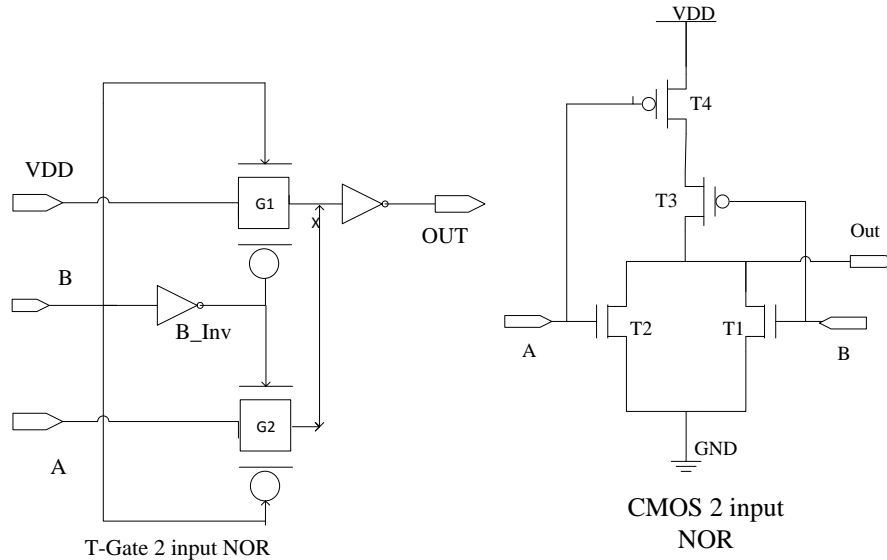 VDD
G1
X
OUT
B
B_Inv
G2
A
T-Gate 2 input NOR
VDD
T4
T3
Out
T2
T1
A
B
GND
CMOS 2 input
NOR